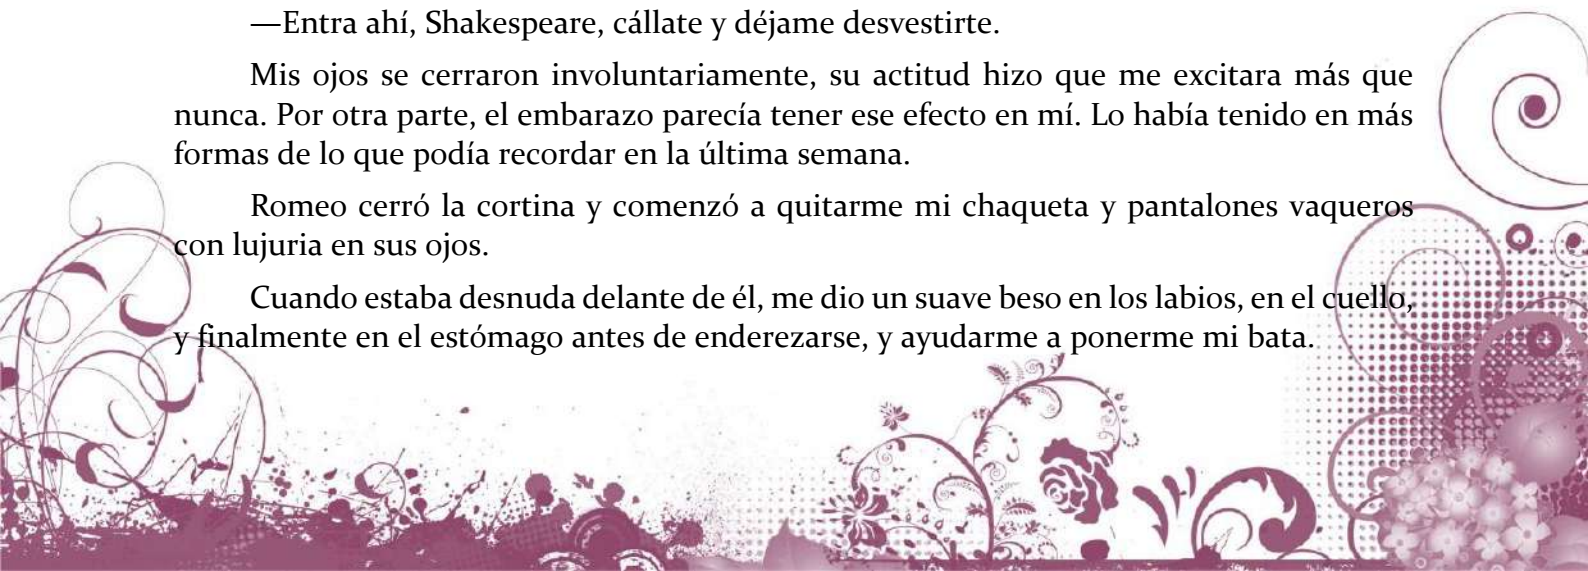 —Entra ahí, Shakespeare, cállate y déjame desvestirte.
Mis ojos se cerraron involuntariamente, su actitud hizo que me excitara más que
nunca. Por otra parte, el embarazo parecía tener ese efecto en mí. Lo había tenido en más
formas de lo que podía recordar en la última semana.
Romeo cerró la cortina y comenzó a quitarme mi chaqueta y pantalones vaqueros
con lujuria en sus ojos.
Cuando estaba desnuda delante de él, me dio un suave beso en los labios, en el cuello,
y finalmente en el estómago antes de enderezarse, y ayudarme a ponerme mi bata.